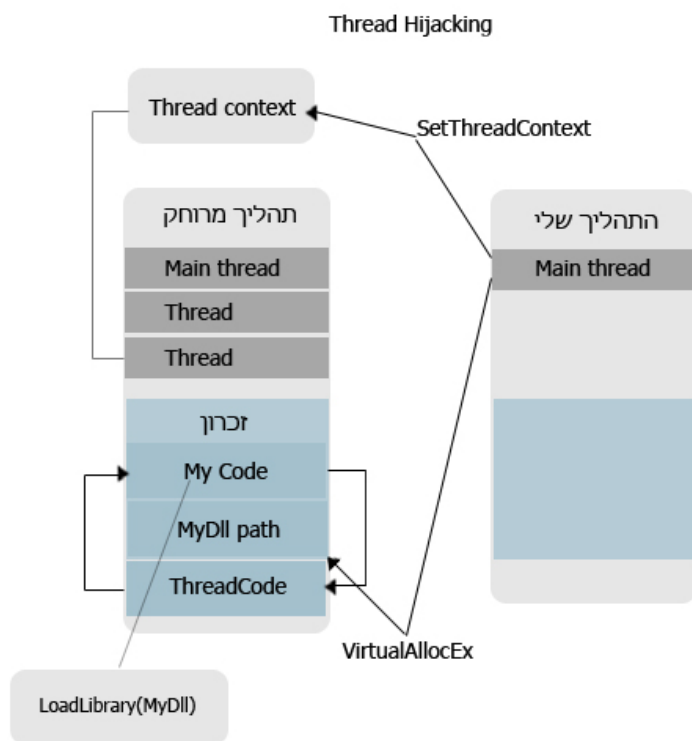 Thread Hijacking
Thread context
SetThreadContext
תהליך מרוחק
Main thread
Thread
Thread
זכרון
My Code
MyDll path
ThreadCode
התהליך שלי
Main thread
VirtualAllocEx
LoadLibrary(MyDll)